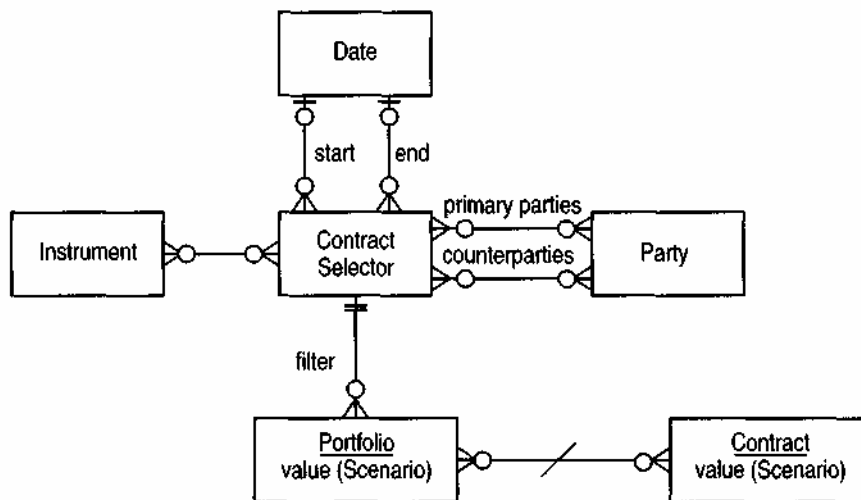 Date
start
end
primary parties
Instrument
Contract
Selector
counterparties
Party
filter
Portfolio
value (Scenario)
Contract
value (Scenario)